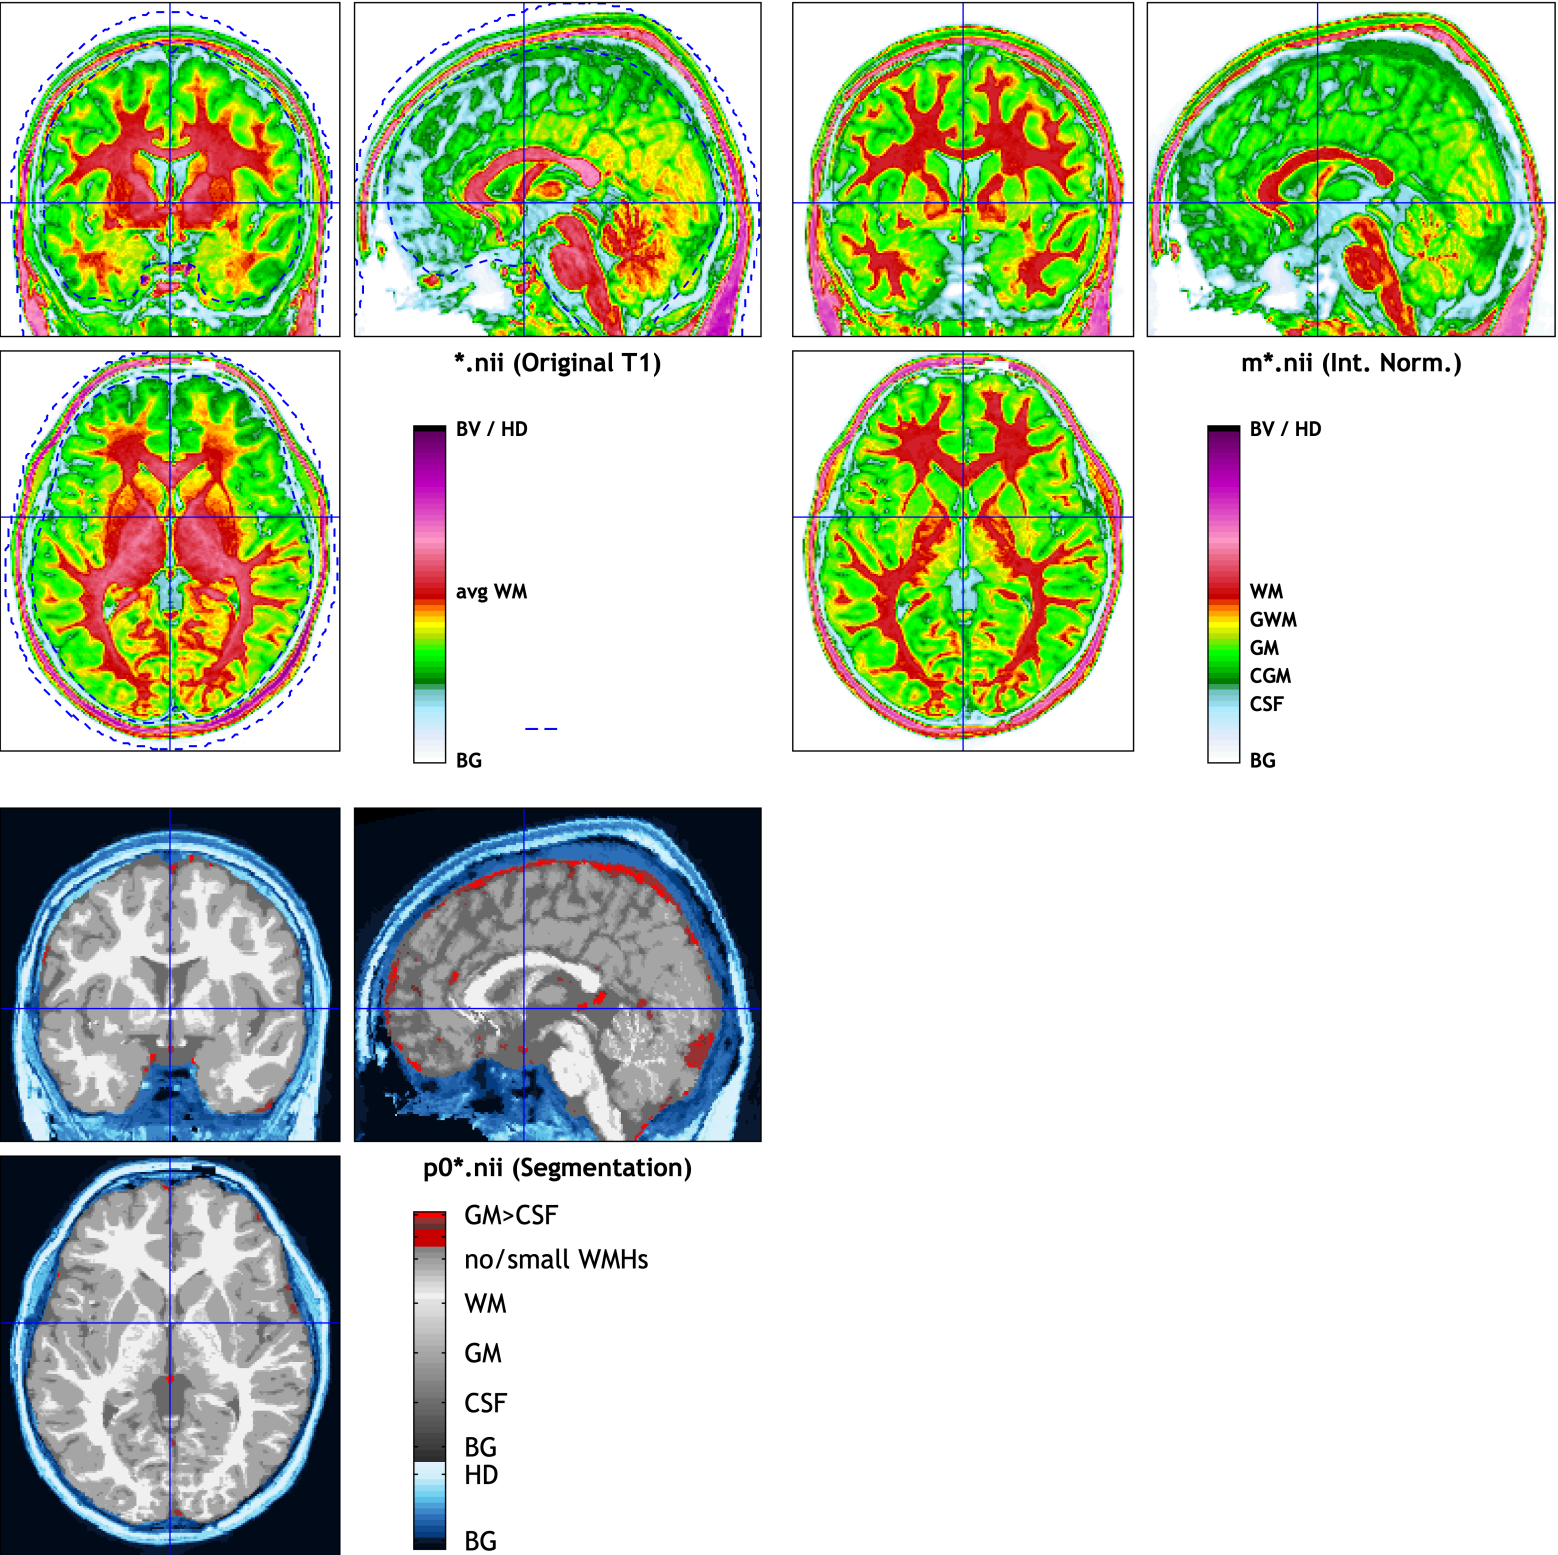 *.nii (Original T1)
BV / HD
avg WM
BG
m*.nii (Int. Norm.)
BV / HD
WM
GWM
GM
CGM
CSF
BG
p0*.nii (Segmentation)
GM>CSF
no/small WMHs
WM
GM
CSF
BG
HD
BG